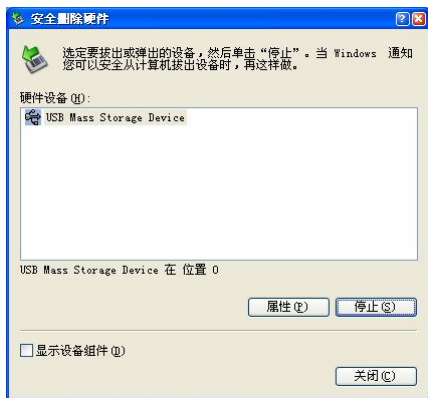 安全删除硬件
选定要拔出或弹出的设备，然后单击“停止”。当 Windows 通知
您可以安全从计算机拔出设备时，再这样做。
硬件设备(H):
USB Mass Storage Device
USB Mass Storage Device 在 位置 0
属性(P) 停止(S)
显示设备组件(D)
关闭(C)